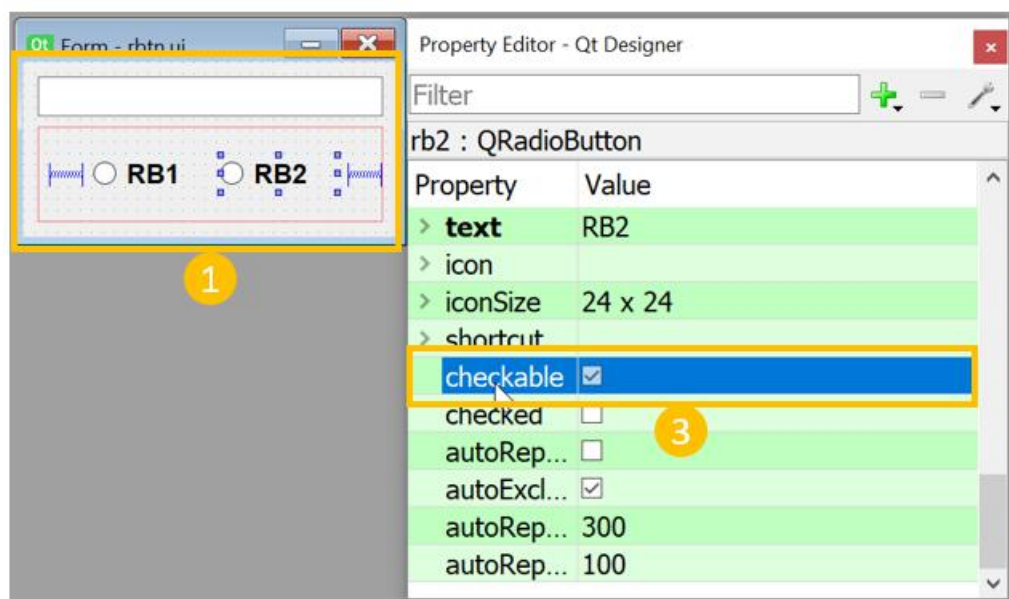 Qt Form - rbtn.ui
RB1 RB2
1
Property Editor - Qt Designer
Filter
rb2 : QRadioButton
Property Value
text RB2
icon
iconSize 24 x 24
shortcut
checkable
checked
3
autoRep...
autoExcl...
autoRep... 300
autoRep... 100